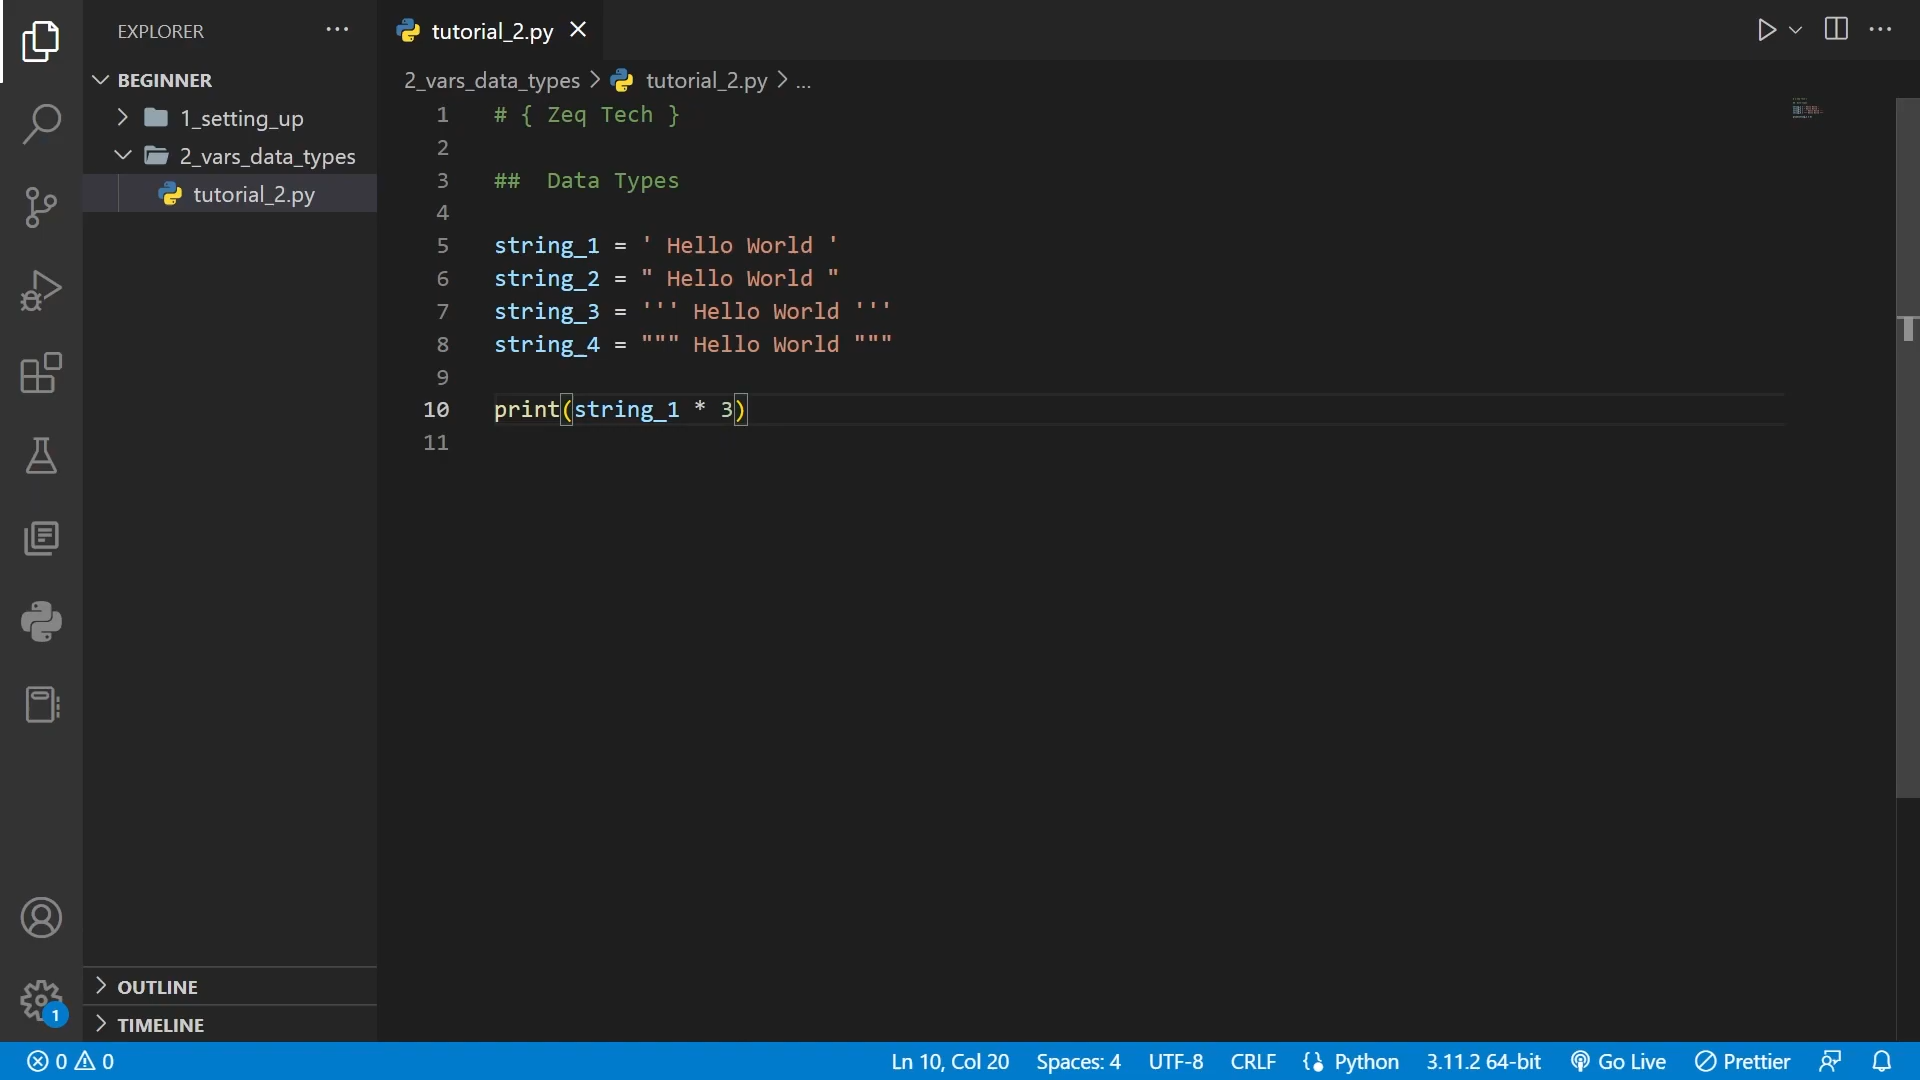 EXPLORER
tutorial_2.py
BEGINNER
1_setting_up
2_vars_data_types
tutorial_2.py
2_vars_data_types > tutorial_2.py > ...
1 # { Zeq Tech }
2
3 ##  Data Types
4
5 string_1 = ' Hello World '
6 string_2 = " Hello World "
7 string_3 = ''' Hello World '''
8 string_4 = """ Hello World """
9
10 print(string_1 * 3)
11
OUTLINE
TIMELINE
1
0 0 Ln 10, Col 20 Spaces: 4 UTF-8 CRLF {} Python 3.11.2 64-bit Go Live Prettier